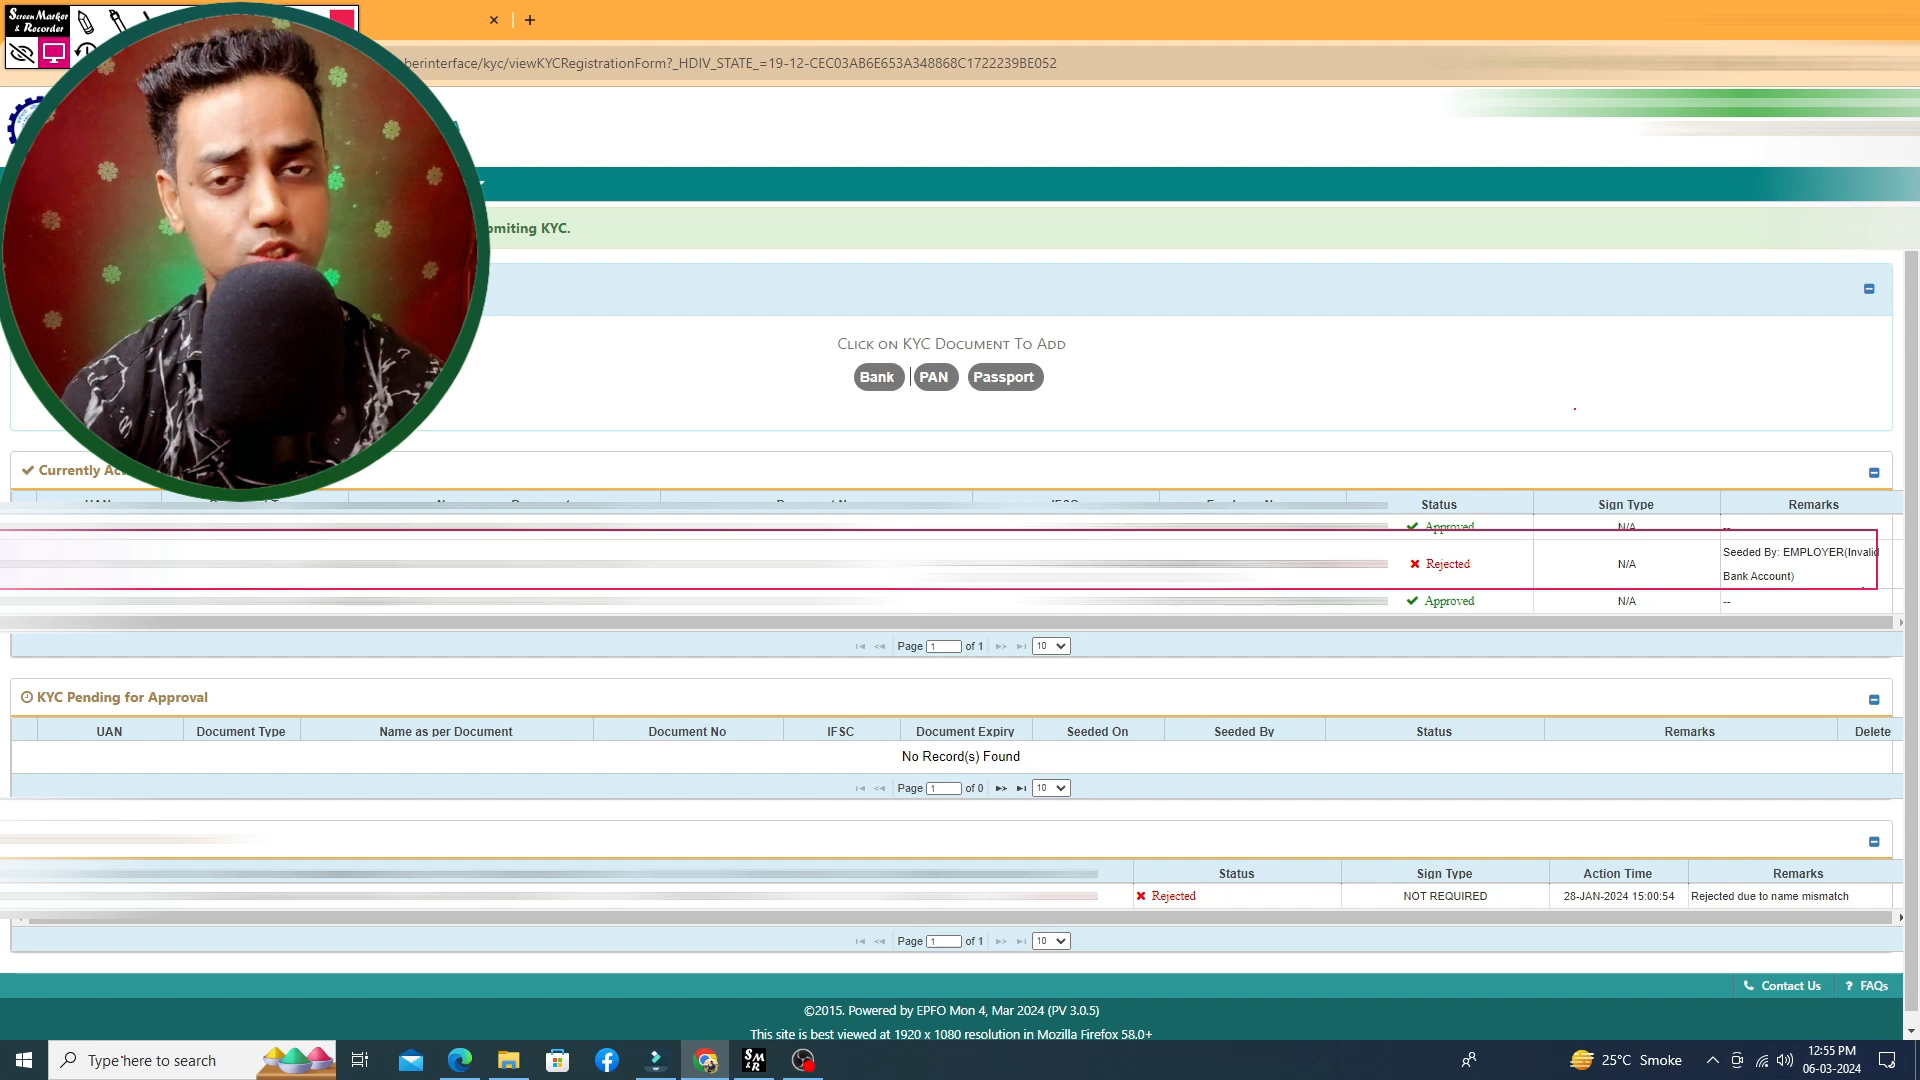 Screen Marker
& Recorder
berinterface/kyc/viewKYCRegistrationForm?_HDIV_STATE_=19-12-CEC03AB6E653A348868C1722239BE052
bmiting KYC.
Click on KYC Document To Add
Bank PAN Passport
Currently Act
Status Sign Type Remarks
Approved N/A --
Rejected N/A Seeded By: EMPLOYER(Invalid
Bank Account)
Approved N/A --
Page 1 of 1 10
KYC Pending for Approval
UAN Document Type Name as per Document Document No IFSC Document Expiry Seeded On Seeded By Status Remarks Delete
No Record(s) Found
Page 1 of 0 10
Status Sign Type Action Time Remarks
Rejected NOT REQUIRED 28-JAN-2024 15:00:54 Rejected due to name mismatch
Page 1 of 1 10
Contact Us ? FAQs
©2015. Powered by EPFO Mon 4, Mar 2024 (PV 3.0.5)
This site is best viewed at 1920 x 1080 resolution in Mozilla Firefox 58.0+
Type here to search
25°C Smoke
12:55 PM
06-03-2024